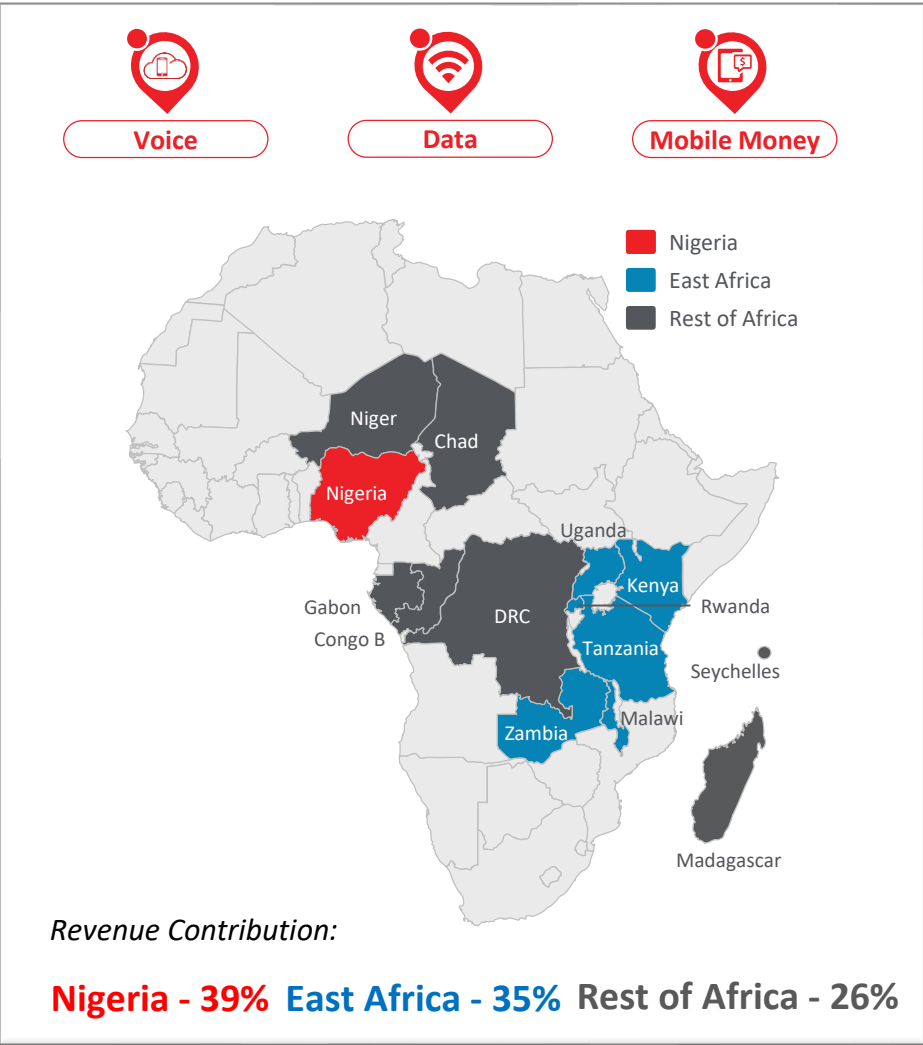 Voice
Data
Mobile Money
Nigeria
East Africa
Rest of Africa
Niger
Chad
Nigeria
Uganda
Kenya
Gabon
DRC
Rwanda
Congo B
Tanzania
Seychelles
Malawi
Zambia
Madagascar
Revenue Contribution:
Nigeria - 39% East Africa - 35% Rest of Africa - 26%